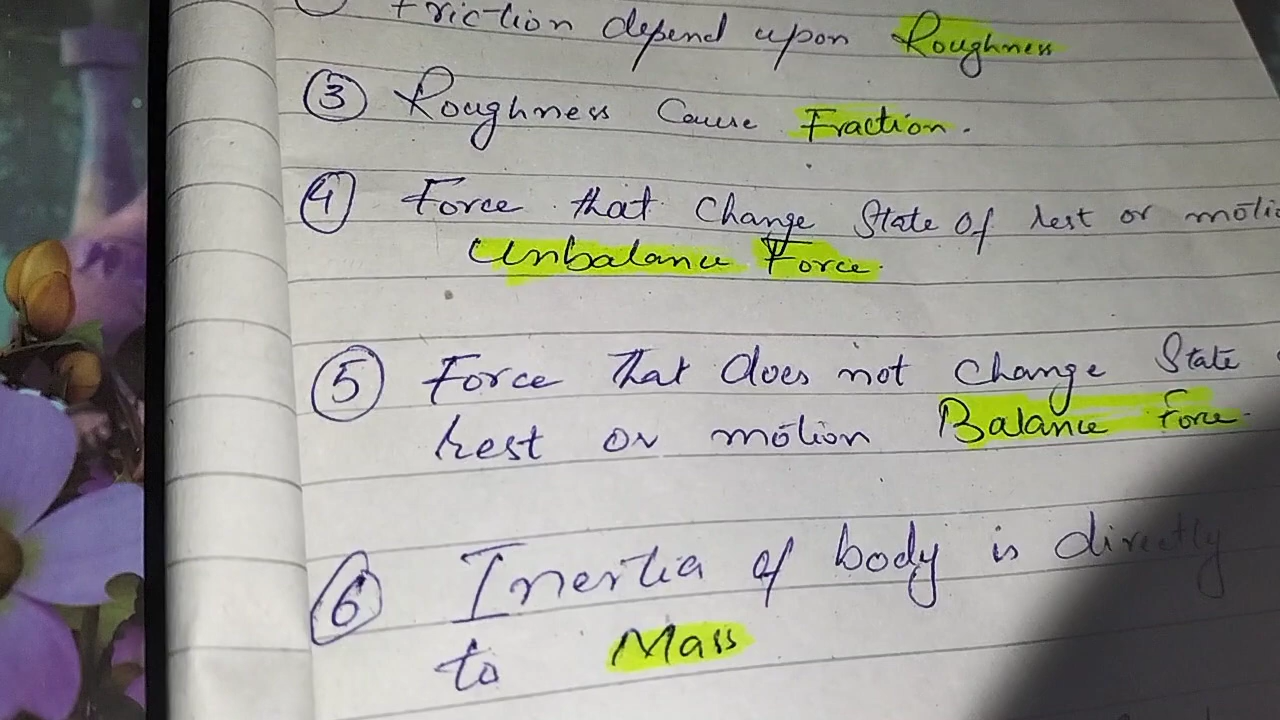 Friction depend upon Roughness
③ Roughness Cause Fraction.
④ Force that change State of rest or
Unbalance Force.
⑤ Force that does not change State
rest or motion Balance Force.
⑥ Inertia of body is directly
to Mass